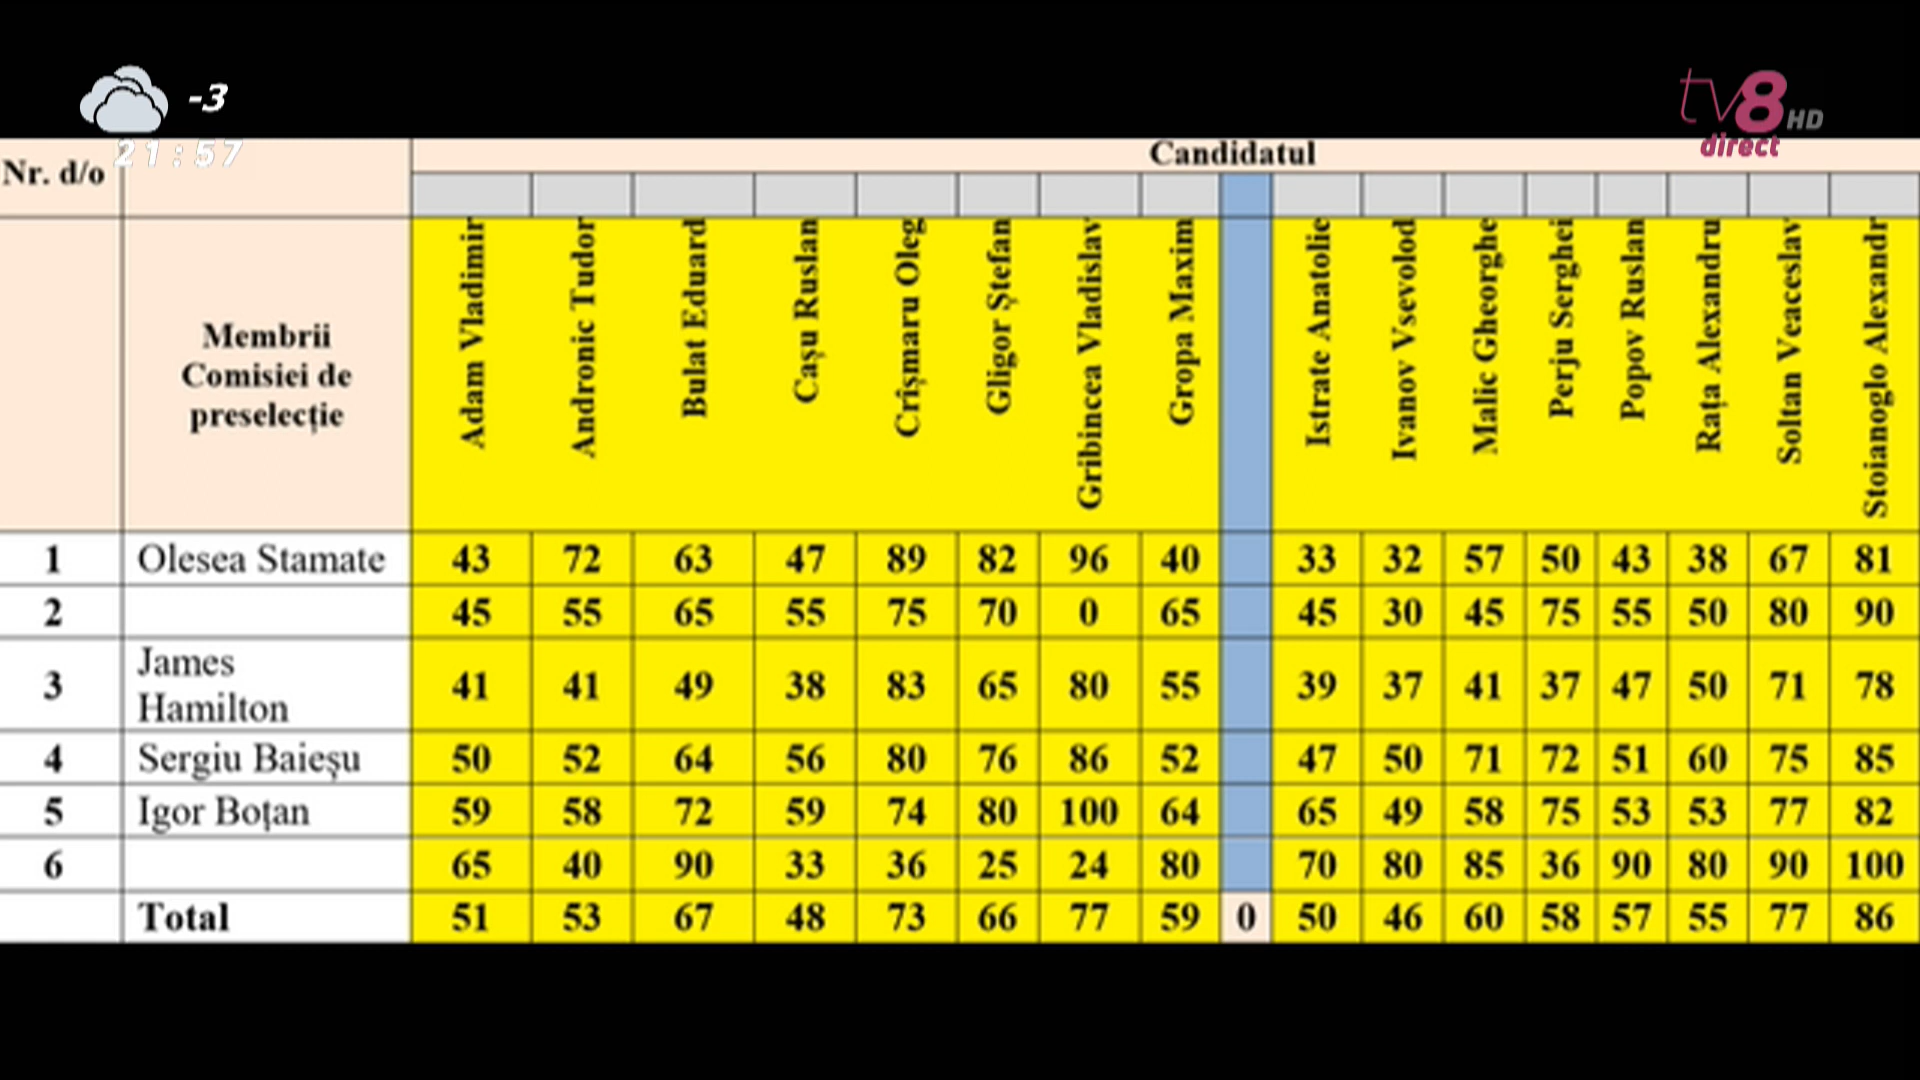 -3
21:57
tv8 HD
direct
Nr. d/o
Candidatul
Membrii
Comisiei de
preselecție
Adam Vladimir
Andronic Tudor
Bulat Eduard
Cașu Ruslan
Crîșmaru Oleg
Gligor Ștefan
Gribincea Vladislav
Gropa Maxim
Istrate Anatolie
Ivanov Vsevolod
Malic Gheorghe
Perju Serghei
Popov Ruslan
Rața Alexandru
Soltan Veaceslav
Stoianoglo Alexandr
1 Olesea Stamate 43 72 63 47 89 82 96 40 33 32 57 50 43 38 67 81
2 45 55 65 55 75 70 0 65 45 30 45 75 55 50 80 90
3 James
Hamilton 41 41 49 38 83 65 80 55 39 37 41 37 47 50 71 78
4 Sergiu Baieșu 50 52 64 56 80 76 86 52 47 50 71 72 51 60 75 85
5 Igor Boțan 59 58 72 59 74 80 100 64 65 49 58 75 53 53 77 82
6 65 40 90 33 36 25 24 80 70 80 85 36 90 80 90 100
Total 51 53 67 48 73 66 77 59 0 50 46 60 58 57 55 77 86